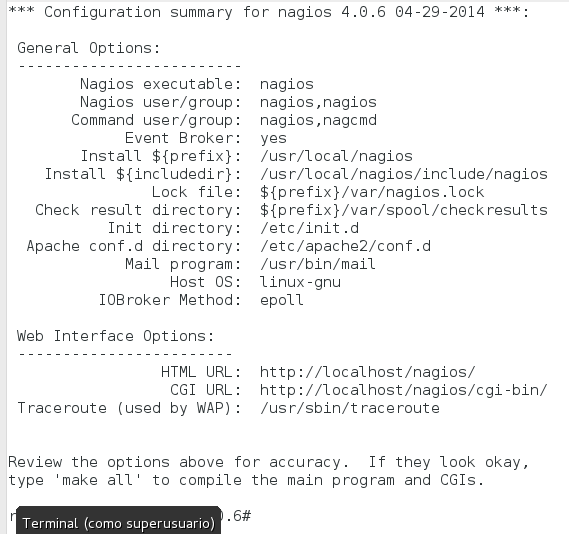 *** Configuration summary for nagios 4.0.6 04-29-2014 ***:
General Options:
-------------------------
Nagios executable:  nagios
Nagios user/group:  nagios,nagios
Command user/group:  nagios,nagcmd
Event Broker:  yes
Install ${prefix}:  /usr/local/nagios
Install ${includedir}:  /usr/local/nagios/include/nagios
Lock file:  ${prefix}/var/nagios.lock
Check result directory:  ${prefix}/var/spool/checkresults
Init directory:  /etc/init.d
Apache conf.d directory:  /etc/apache2/conf.d
Mail program:  /usr/bin/mail
Host OS:  linux-gnu
IOBroker Method:  epoll
Web Interface Options:
------------------------
HTML URL:  http://localhost/nagios/
CGI URL:  http://localhost/nagios/cgi-bin/
Traceroute (used by WAP):  /usr/sbin/traceroute
Review the options above for accuracy.  If they look okay,
type 'make all' to compile the main program and CGIs.
.6#
Terminal (como superusuario)